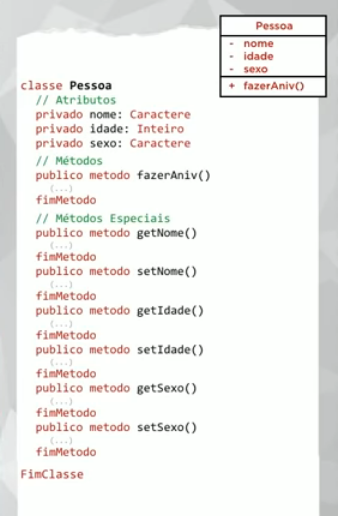 Pessoa
- nome
- idade
- sexo
+ fazerAniv()
classe Pessoa
// Atributos
privado nome: Caractere
privado idade: Inteiro
privado sexo: Caractere
// Métodos
publico metodo fazerAniv()
(...)
fimMetodo
// Métodos Especiais
publico metodo getNome()
(...)
fimMetodo
publico metodo setNome()
(...)
fimMetodo
publico metodo getIdade()
(...)
fimMetodo
publico metodo setIdade()
(...)
fimMetodo
publico metodo getSexo()
(...)
fimMetodo
publico metodo setSexo()
(...)
fimMetodo
FimClasse